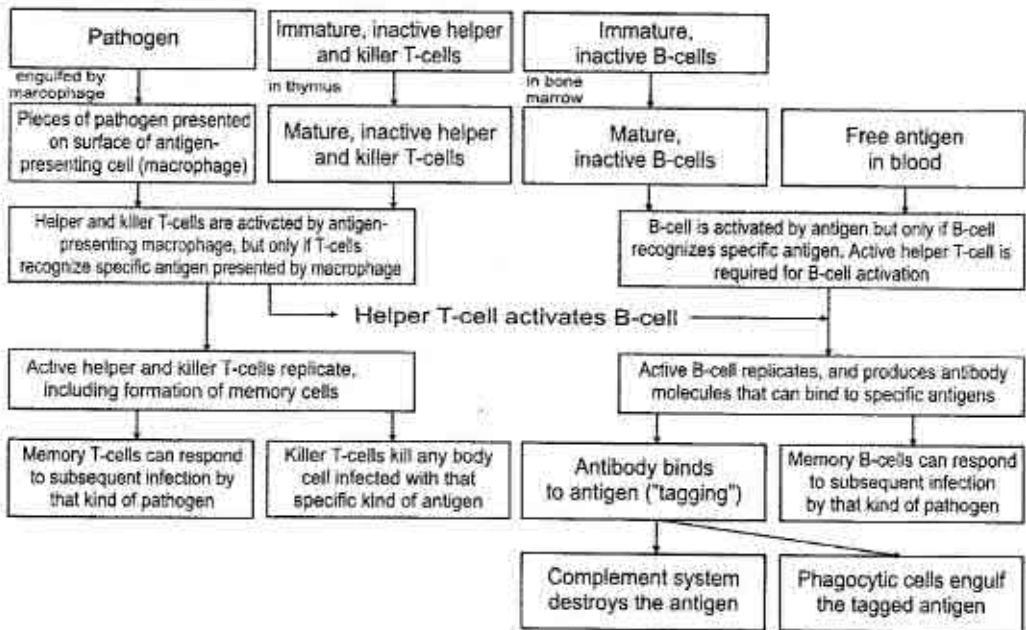 Pathogen
Immature, inactive helper
and killer T-cells
Immature,
inactive B-cells
engulfed by
marcophage
in thymus
in bone
marrow
Pieces of pathogen presented
on surface of antigen-
presenting cell (macrophage)
Mature, inactive helper
and killer T-cells
Mature,
inactive B-cells
Free antigen
in blood
Helper and killer T-cells are activated by antigen-
presenting macrophage, but only if T-cells
recognize specific antigen presented by macrophage
B-cell is activated by antigen but only if B-cell
recognizes specific antigen. Active helper T-cell is
required for B-cell activation
Helper T-cell activates B-cell
Active helper and killer T-cells replicate,
including formation of memory cells
Active B-cell replicates, and produces antibody
molecules that can bind to specific antigens
Memory T-cells can respond
to subsequent infection by
that kind of pathogen
Killer T-cells kill any body
cell infected with that
specific kind of antigen
Antibody binds
to antigen ("tagging")
Memory B-cells can respond
to subsequent infection
by that kind of pathogen
Complement system
destroys the antigen
Phagocytic cells engulf
the tagged antigen